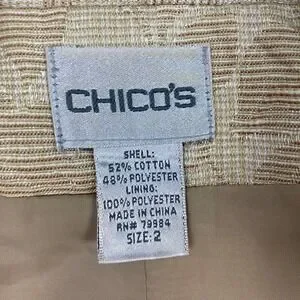 CHICO'S
SHELL:
52% COTTON
48% POLYESTER
LINING:
100% POLYESTER
MADE IN CHINA
RN# 79984
SIZE: 2